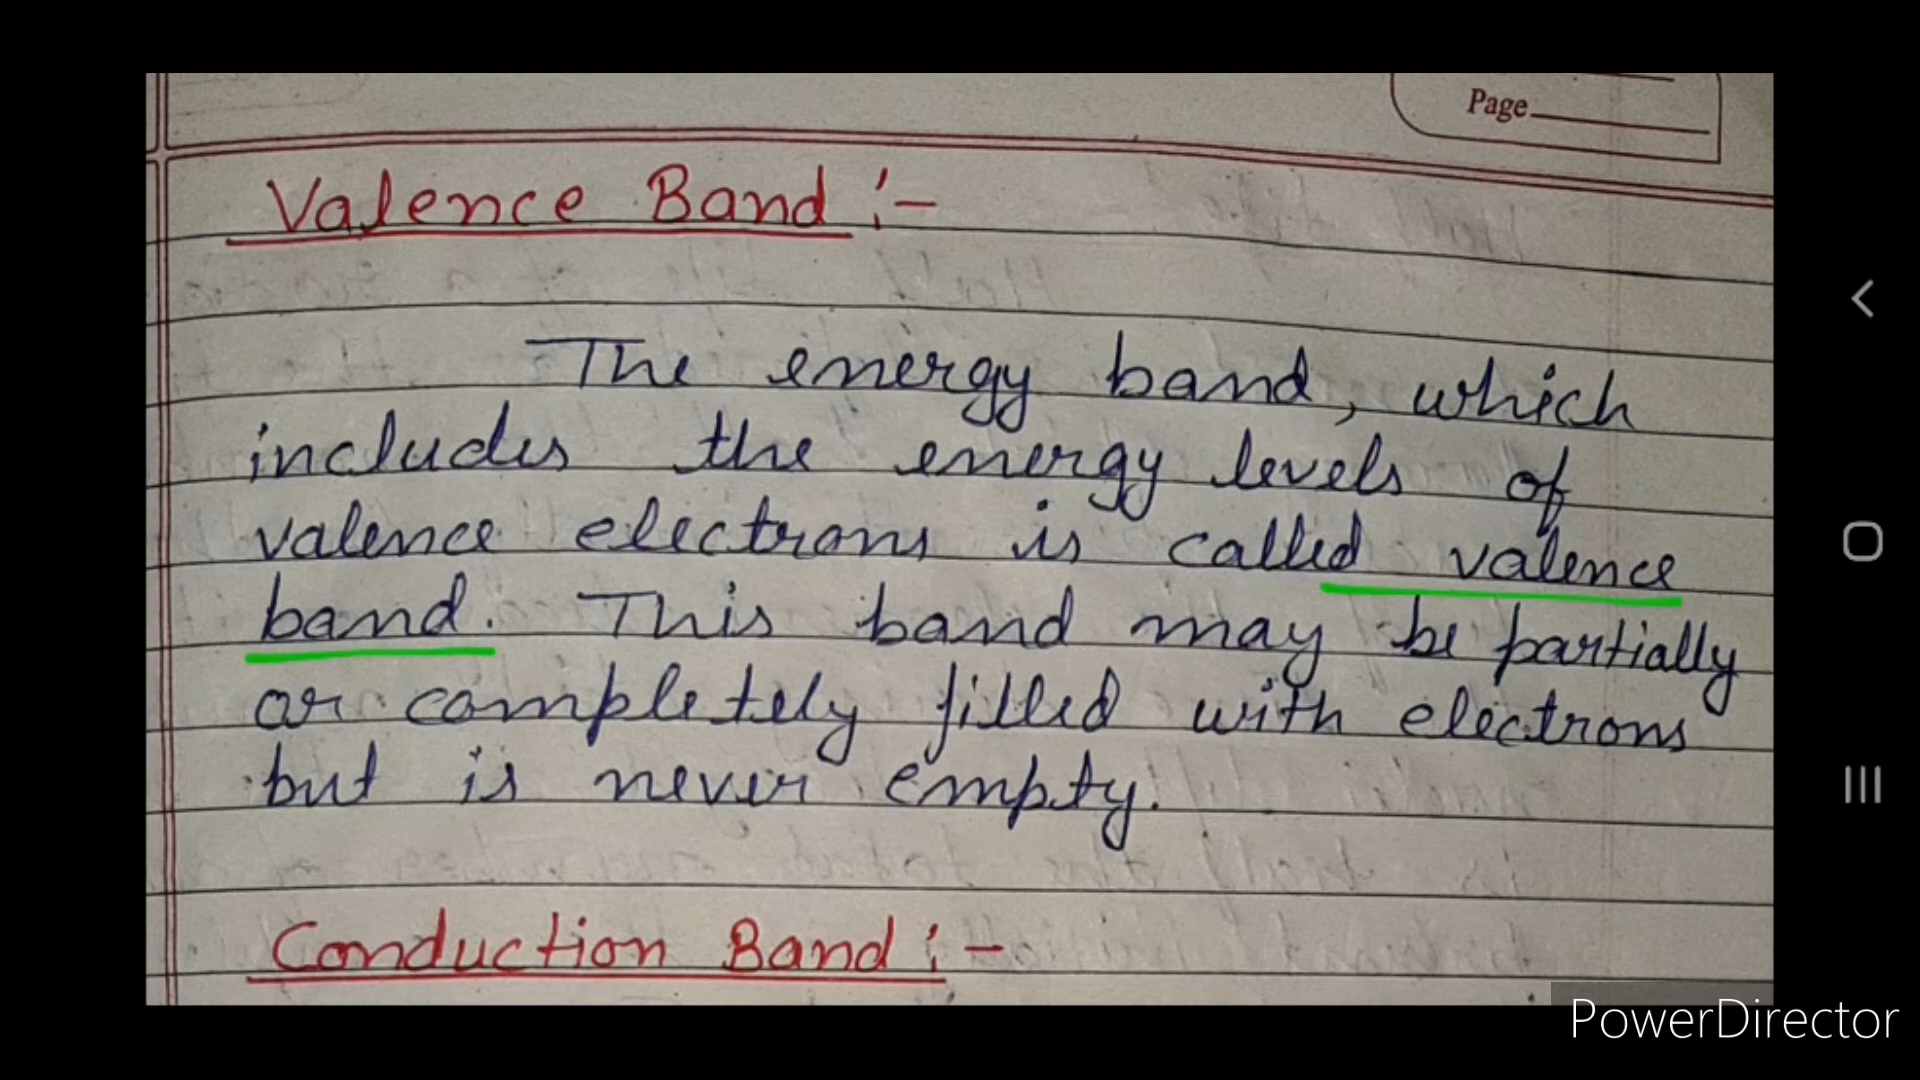 Page
Valence Band :-
The energy band, which
includes the energy levels of
valence electrons is called valence
band. This band may be partially
or completely filled with electrons
but is never empty.
Conduction Band :-
PowerDirector